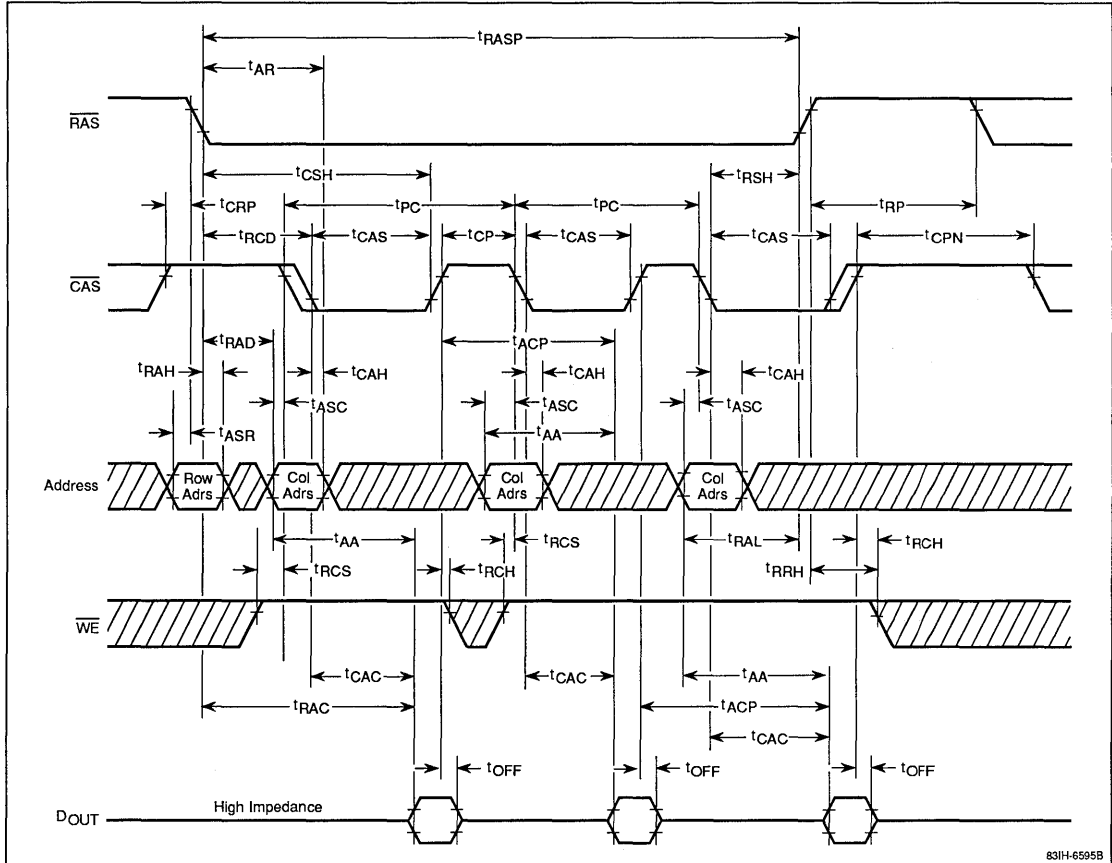 tRASP
tAR
RAS
tCSH
tRSH
tCRP
tPC
tPC
tRP
tRCD
tCAS
tCP
tCAS
tCAS
tCPN
CAS
tRAD
tACP
tRAH
tCAH
tCAH
tCAH
tASC
tASC
tASC
tASR
tAA
Address
Row Adrs
Col Adrs
Col Adrs
Col Adrs
tAA
tRCS
tRAL
tRCH
tRCS
tRCH
tRRH
WE
tCAC
tCAC
tAA
tRAC
tACP
tCAC
tOFF
tOFF
tOFF
High Impedance
DOUT
83IH-6595B